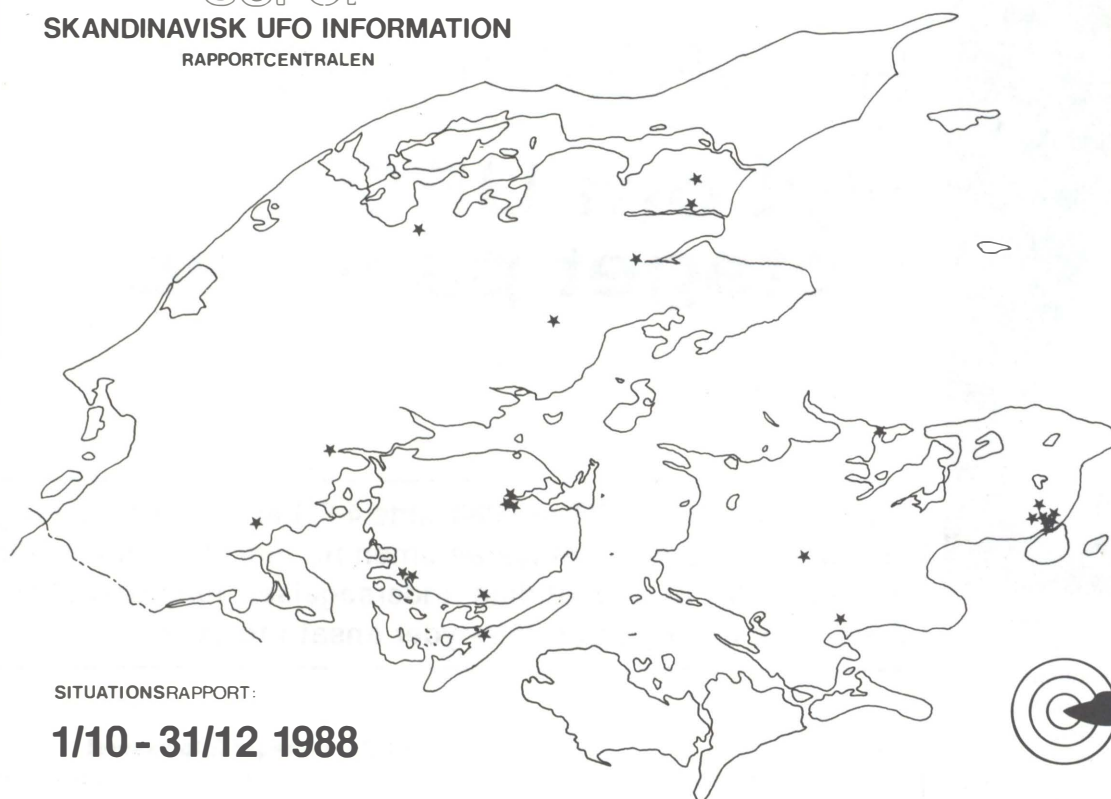 SKANDINAVISK UFO INFORMATION
RAPPORTCENTRALEN
SITUATIONSRAPPORT:
1/10 - 31/12 1988